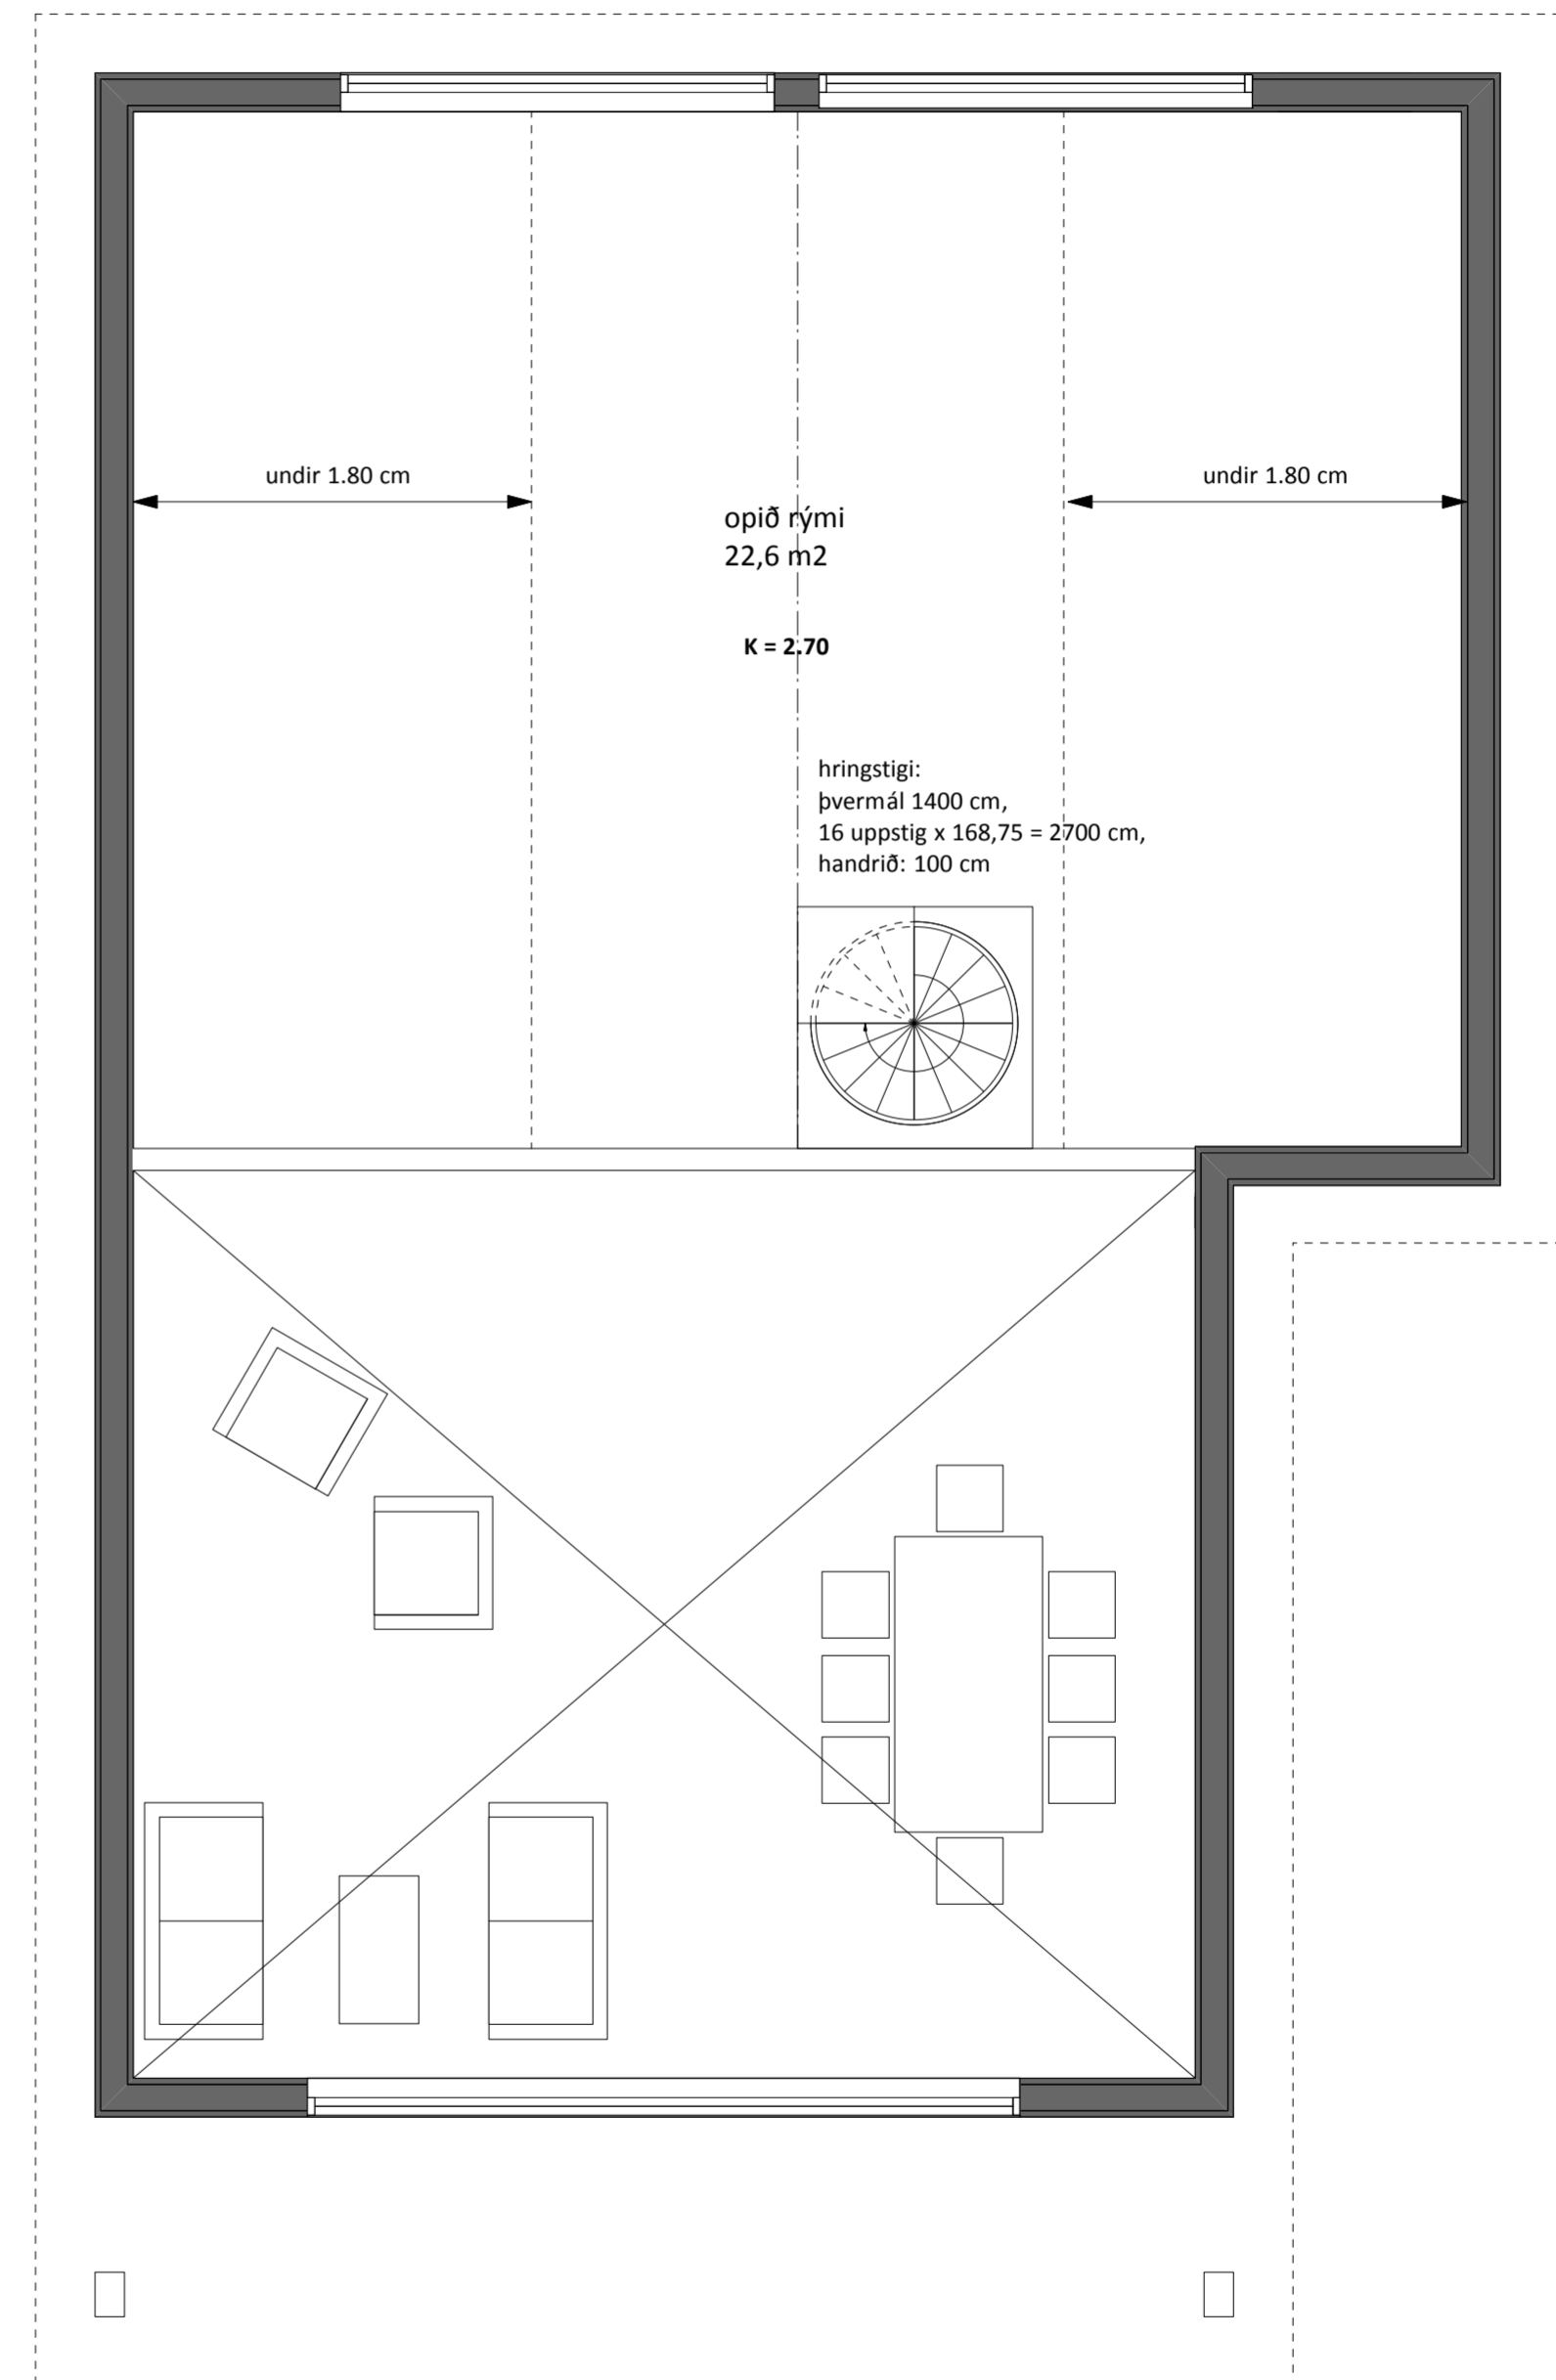 undir 1.80 cm
undir 1.80 cm
opið rými
22,6 m2
K = 2.70
hringstigi:
þvermál 1400 cm,
16 uppstig x 168,75 = 2700 cm,
handrið: 100 cm